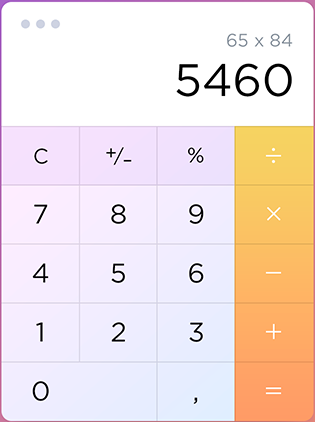 65 x 84
5460
C +/− % ÷
7 8 9 ×
4 5 6 −
1 2 3 +
0 , =